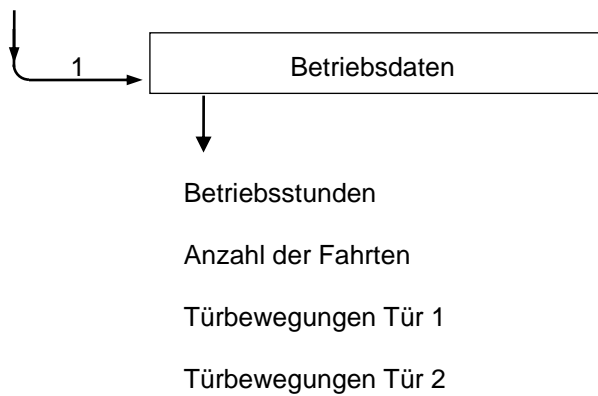 1
Betriebsdaten
Betriebsstunden
Anzahl der Fahrten
Türbewegungen Tür 1
Türbewegungen Tür 2